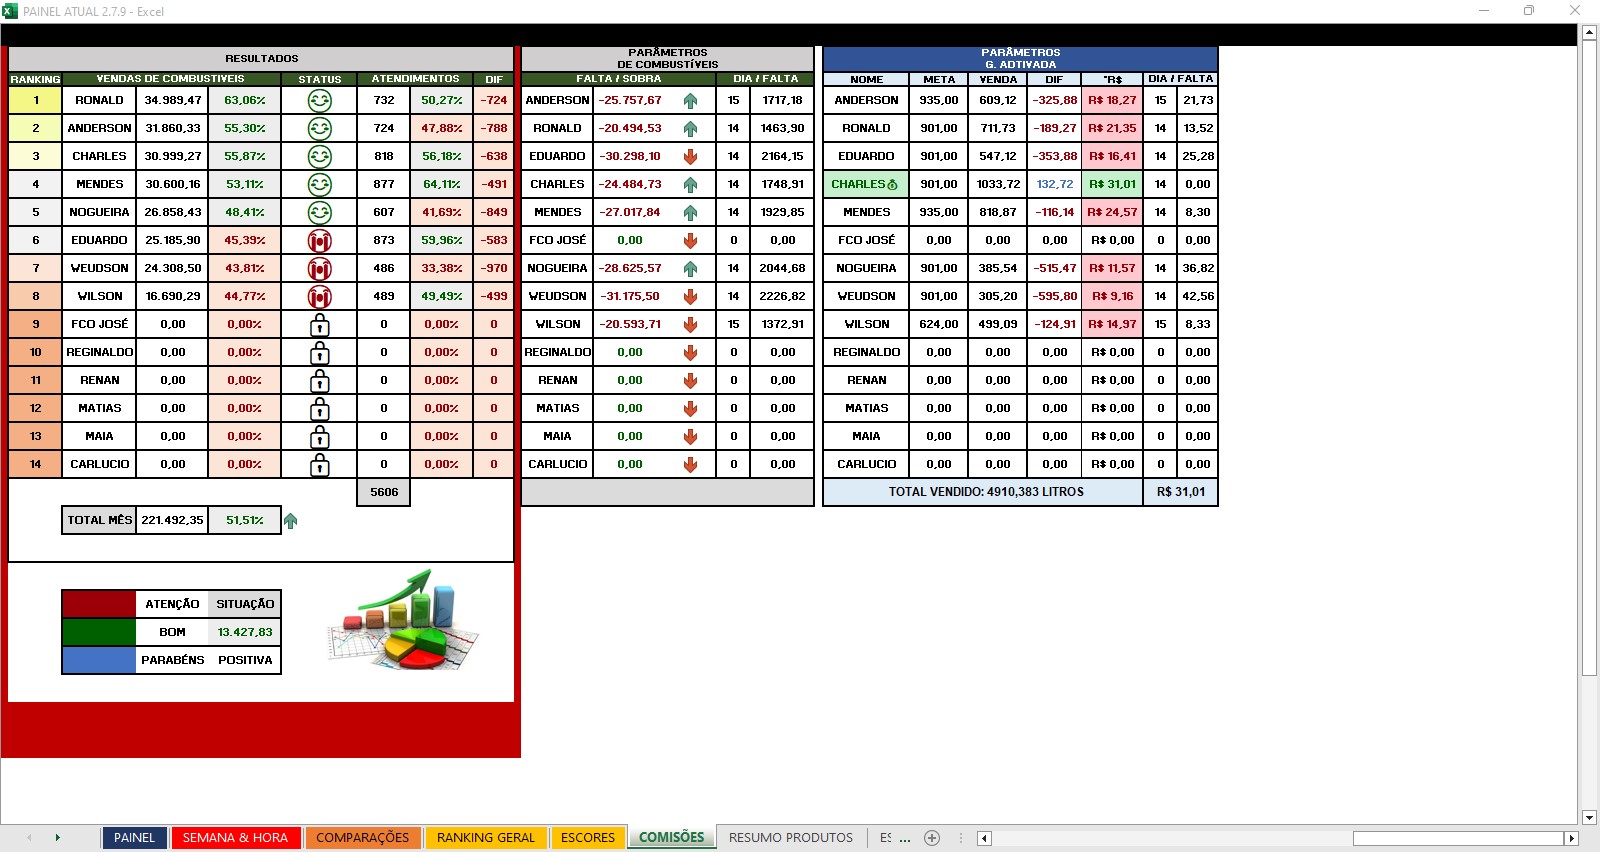 PAINEL ATUAL 2.7.9 - Excel
RESULTADOS
RANKING VENDAS DE COMBUSTIVEIS STATUS ATENDIMENTOS DIF
1 RONALD 34.989,47 63,06% 732 50,27% -724
2 ANDERSON 31.860,33 55,30% 724 47,88% -788
3 CHARLES 30.999,27 55,87% 818 56,18% -638
4 MENDES 30.600,16 53,11% 877 64,11% -491
5 NOGUEIRA 26.858,43 48,41% 607 41,69% -849
6 EDUARDO 25.185,90 45,39% 873 59,96% -583
7 WEUDSON 24.308,50 43,81% 486 33,38% -970
8 WILSON 16.690,29 44,77% 489 49,49% -499
9 FCO JOSÉ 0,00 0,00% 0 0,00% 0
10 REGINALDO 0,00 0,00% 0 0,00% 0
11 RENAN 0,00 0,00% 0 0,00% 0
12 MATIAS 0,00 0,00% 0 0,00% 0
13 MAIA 0,00 0,00% 0 0,00% 0
14 CARLUCIO 0,00 0,00% 0 0,00% 0
5606
TOTAL MÊS 221.492,35 51,51%
ATENÇÃO SITUAÇÃO
BOM 13.427,83
PARABÉNS POSITIVA
PARÂMETROS
DE COMBUSTÍVEIS
FALTA / SOBRA DIA / FALTA
ANDERSON -25.757,67 15 1717,18
RONALD -20.494,53 14 1463,90
EDUARDO -30.298,10 14 2164,15
CHARLES -24.484,73 14 1748,91
MENDES -27.017,84 14 1929,85
FCO JOSÉ 0,00 0 0,00
NOGUEIRA -28.625,57 14 2044,68
WEUDSON -31.175,50 14 2226,82
WILSON -20.593,71 15 1372,91
REGINALDO 0,00 0 0,00
RENAN 0,00 0 0,00
MATIAS 0,00 0 0,00
MAIA 0,00 0 0,00
CARLUCIO 0,00 0 0,00
PARÂMETROS
G. ADTIVADA
NOME META VENDA DIF "R$ DIA / FALTA
ANDERSON 935,00 609,12 -325,88 R$ 18,27 15 21,73
RONALD 901,00 711,73 -189,27 R$ 21,35 14 13,52
EDUARDO 901,00 547,12 -353,88 R$ 16,41 14 25,28
CHARLES 901,00 1033,72 132,72 R$ 31,01 14 0,00
MENDES 935,00 818,87 -116,14 R$ 24,57 14 8,30
FCO JOSÉ 0,00 0,00 0,00 R$ 0,00 0 0,00
NOGUEIRA 901,00 385,54 -515,47 R$ 11,57 14 36,82
WEUDSON 901,00 305,20 -595,80 R$ 9,16 14 42,56
WILSON 624,00 499,09 -124,91 R$ 14,97 15 8,33
REGINALDO 0,00 0,00 0,00 R$ 0,00 0 0,00
RENAN 0,00 0,00 0,00 R$ 0,00 0 0,00
MATIAS 0,00 0,00 0,00 R$ 0,00 0 0,00
MAIA 0,00 0,00 0,00 R$ 0,00 0 0,00
CARLUCIO 0,00 0,00 0,00 R$ 0,00 0 0,00
TOTAL VENDIDO: 4910,383 LITROS R$ 31,01
PAINEL SEMANA & HORA COMPARAÇÕES RANKING GERAL ESCORES COMISÕES RESUMO PRODUTOS ES ...